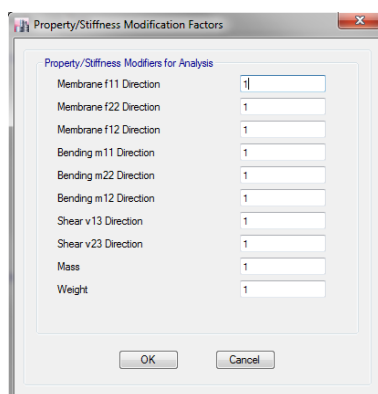 Property/Stiffness Modification Factors
Property/Stiffness Modifiers for Analysis
Membrane f11 Direction 1
Membrane f22 Direction 1
Membrane f12 Direction 1
Bending m11 Direction 1
Bending m22 Direction 1
Bending m12 Direction 1
Shear v13 Direction 1
Shear v23 Direction 1
Mass 1
Weight 1
OK Cancel